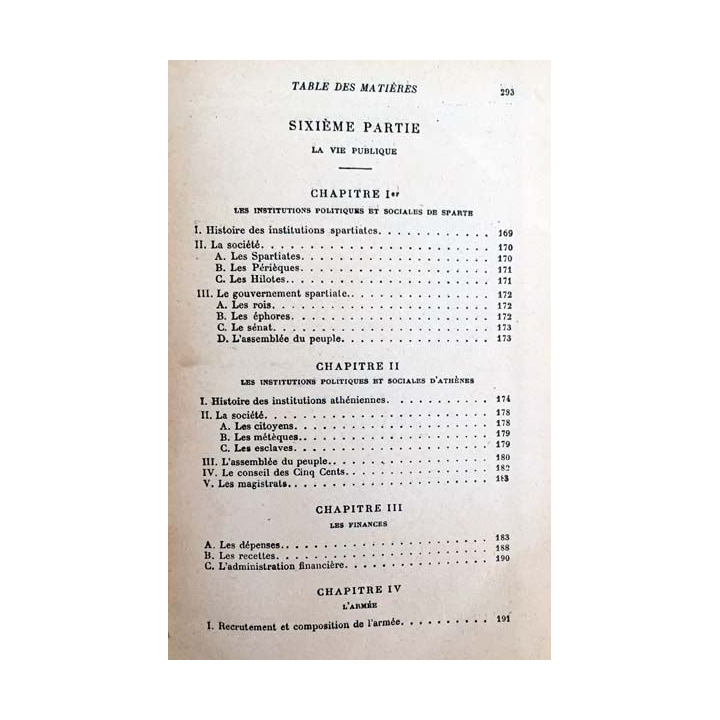 TABLE DES MATIÈRES 293
SIXIÈME PARTIE
LA VIE PUBLIQUE
CHAPITRE Ier
LES INSTITUTIONS POLITIQUES ET SOCIALES DE SPARTE
I. Histoire des institutions spartiates. . . . . . . . . . . . 169
II. La société. . . . . . . . . . . . . . . . . . . . . 170
A. Les Spartiates . . . . . . . . . . . . . . . . . 170
B. Les Périèques . . . . . . . . . . . . . . . . . 171
C. Les Hilotes. . . . . . . . . . . . . . . . . . 171
III. Le gouvernement spartiate. . . . . . . . . . . . . . 172
A. Les rois. . . . . . . . . . . . . . . . . . . 172
B. Les éphores . . . . . . . . . . . . . . . . . 172
C. Le sénat. . . . . . . . . . . . . . . . . . . 173
D. L'assemblée du peuple. . . . . . . . . . . . . . 173
CHAPITRE II
LES INSTITUTIONS POLITIQUES ET SOCIALES D'ATHÈNES
I. Histoire des institutions athéniennes. . . . . . . . . . 174
II. La société. . . . . . . . . . . . . . . . . . . . . 178
A. Les citoyens. . . . . . . . . . . . . . . . . . 178
B. Les métèques. . . . . . . . . . . . . . . . . 179
C. Les esclaves. . . . . . . . . . . . . . . . . . 179
III. L'assemblée du peuple. . . . . . . . . . . . . . . . 180
IV. Le conseil des Cinq Cents. . . . . . . . . . . . . . . 182
V. Les magistrats. . . . . . . . . . . . . . . . . . . 183
CHAPITRE III
LES FINANCES
A. Les dépenses. . . . . . . . . . . . . . . . . . . . 183
B. Les recettes. . . . . . . . . . . . . . . . . . . . 188
C. L'administration financière. . . . . . . . . . . . . . 190
CHAPITRE IV
L'ARMÉE
I. Recrutement et composition de l'armée. . . . . . . . . 191